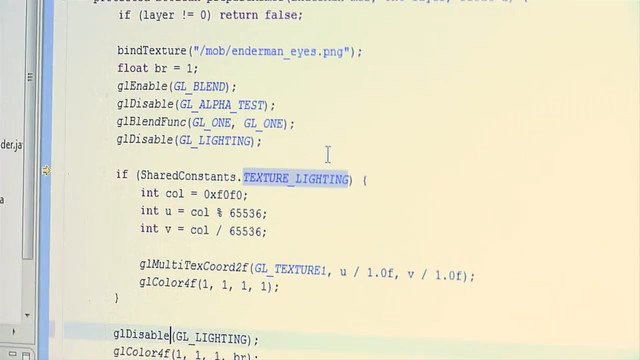 if (layer != 0) return false;
bindTexture("/mob/enderman_eyes.png");
float br = 1;
glEnable(GL_BLEND);
glDisable(GL_ALPHA_TEST);
glBlendFunc(GL_ONE, GL_ONE);
glDisable(GL_LIGHTING);
if (SharedConstants.TEXTURE_LIGHTING) {
int col = 0xf0f0;
int u = col % 65536;
int v = col / 65536;
glMultiTexCoord2f(GL_TEXTURE1, u / 1.0f, v / 1.0f);
glColor4f(1, 1, 1, 1);
}
glDisable(GL_LIGHTING);
glColor4f(1, 1, 1, br);